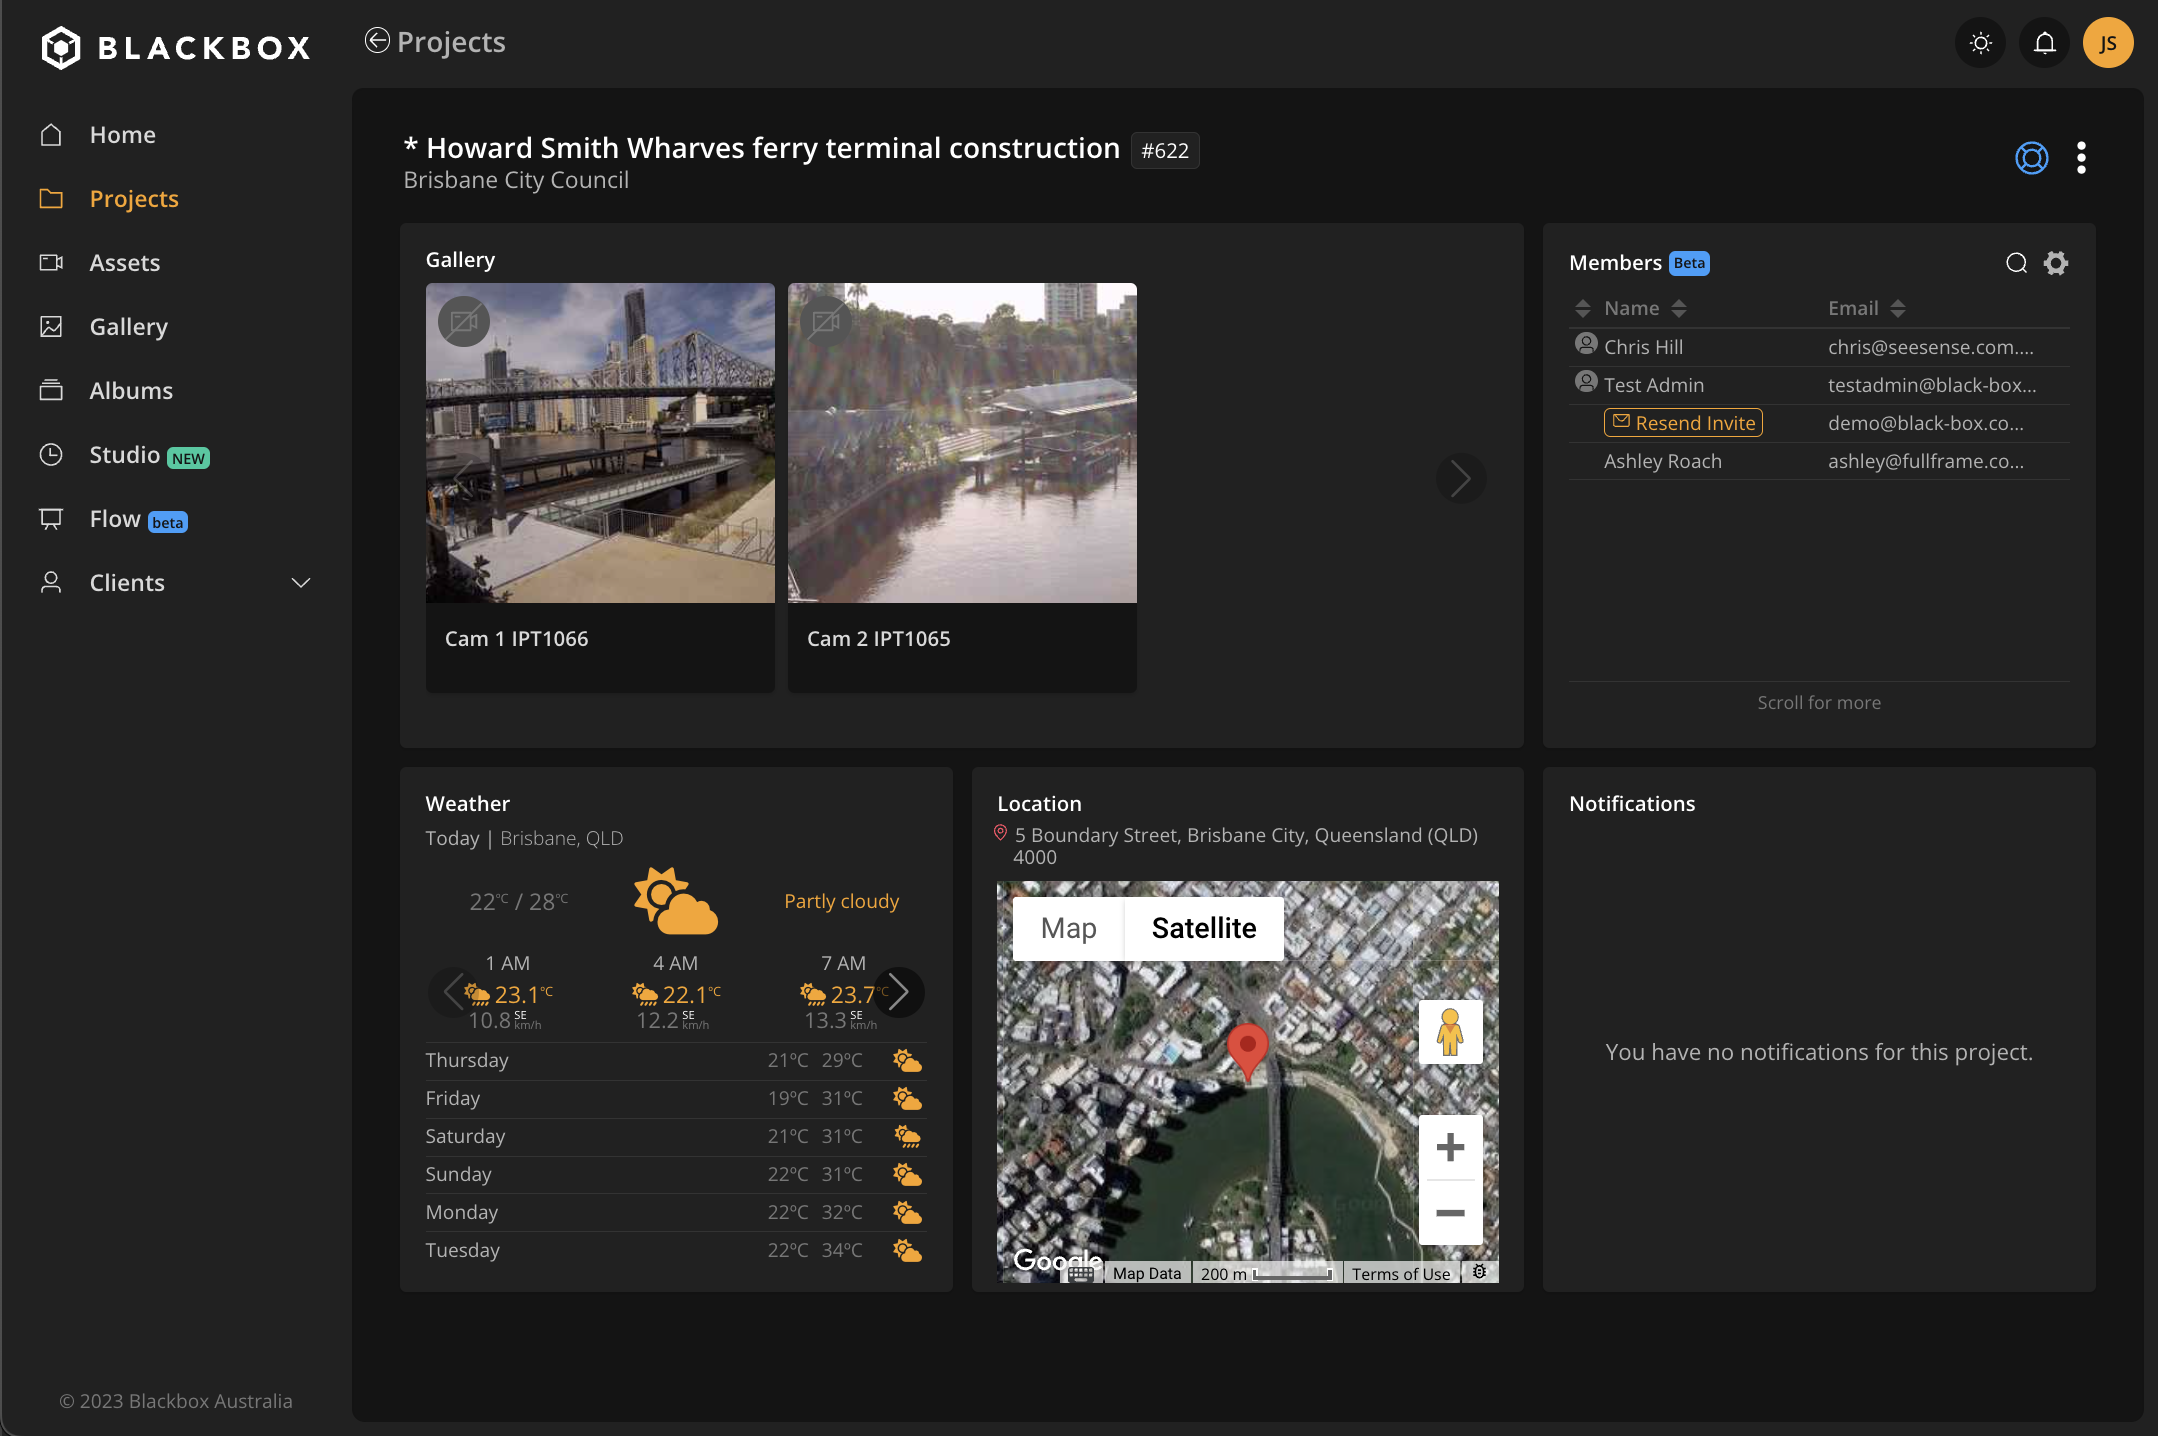 BLACKBOX
Projects
JS
Home
Projects
Assets
Gallery
Albums
Studio NEW
Flow beta
Clients
© 2023 Blackbox Australia
* Howard Smith Wharves ferry terminal construction #622
Brisbane City Council
Gallery
Cam 1 IPT1066
Cam 2 IPT1065
Members Beta
Name Email
Chris Hill chris@seesense.com....
Test Admin testadmin@black-box...
Resend Invite demo@black-box.co...
Ashley Roach ashley@fullframe.co...
Scroll for more
Weather
Today | Brisbane, QLD
22°C / 28°C Partly cloudy
1 AM 4 AM 7 AM
23.1°C 22.1°C 23.7°C
10.8 SE km/h 12.2 SE km/h 13.3 SE km/h
Thursday 21°C 29°C
Friday 19°C 31°C
Saturday 21°C 31°C
Sunday 22°C 31°C
Monday 22°C 32°C
Tuesday 22°C 34°C
Location
5 Boundary Street, Brisbane City, Queensland (QLD)
4000
Map Satellite
Google
Map Data 200 m Terms of Use
Notifications
You have no notifications for this project.